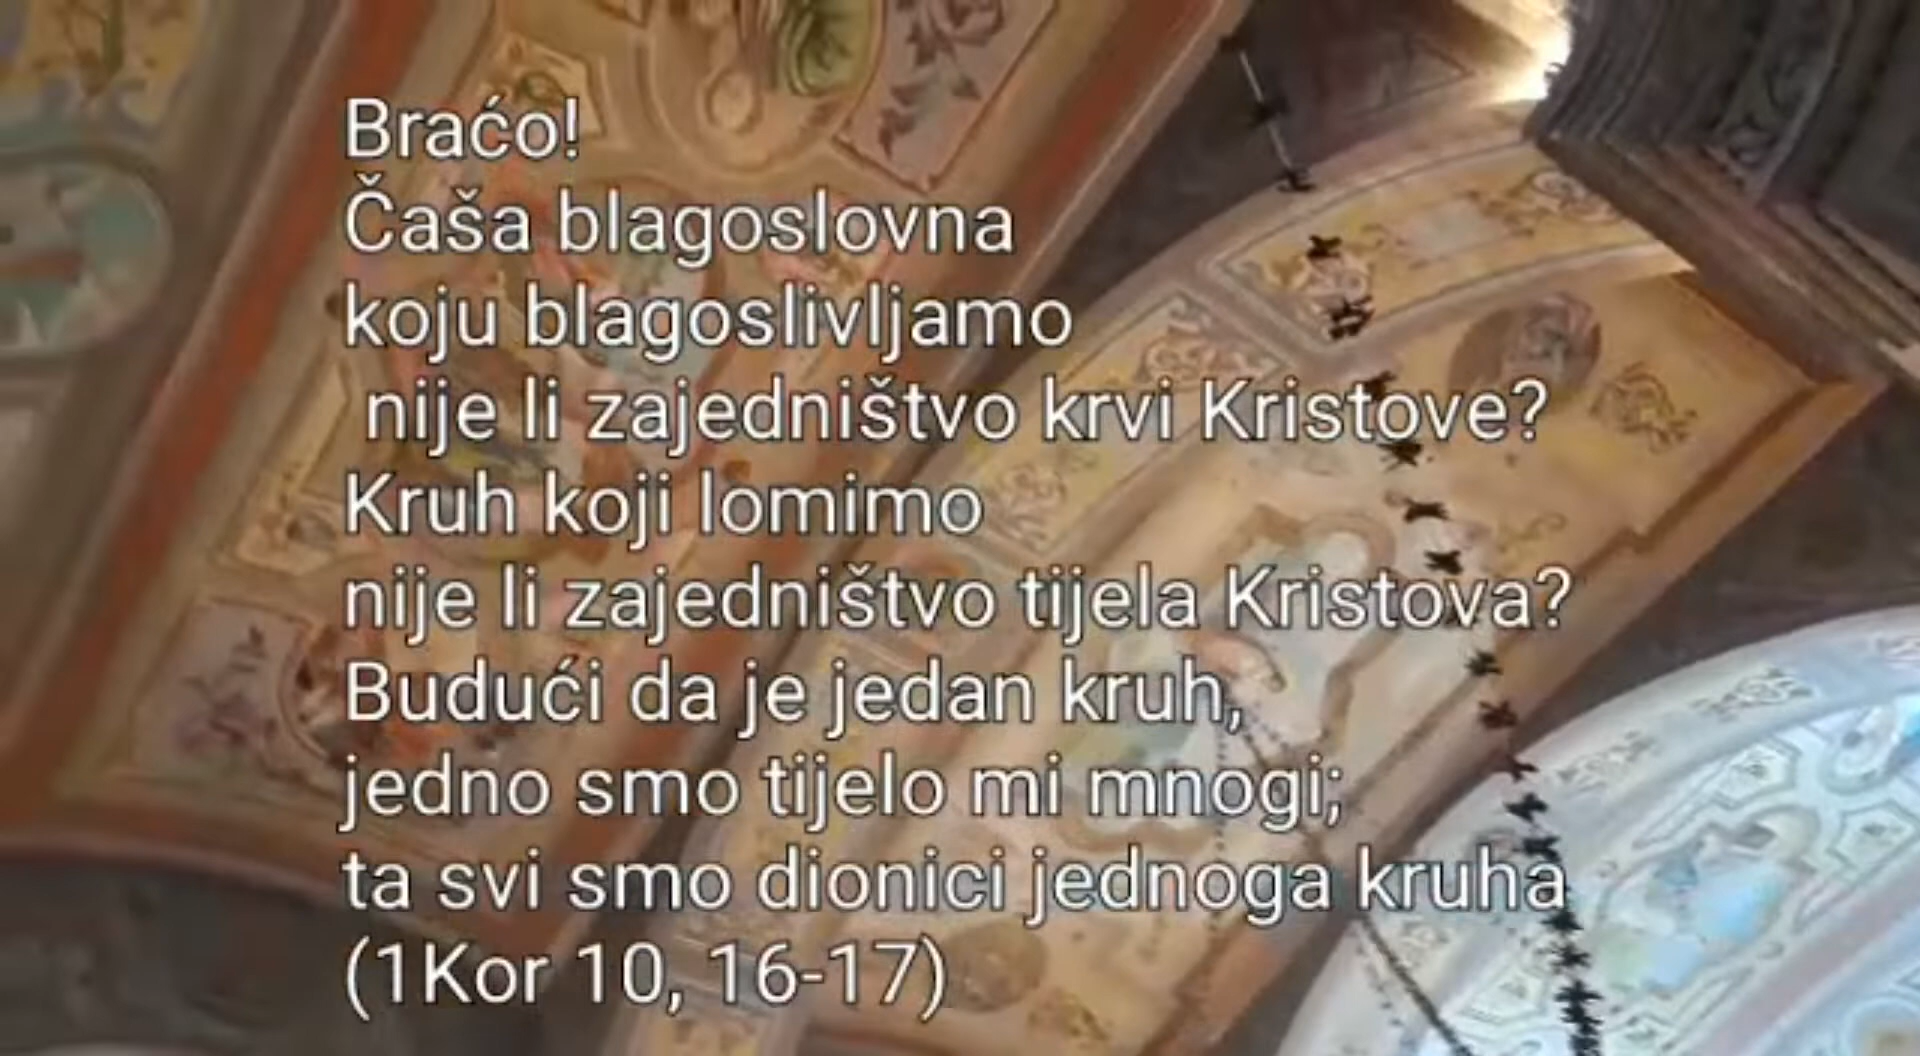 Braćo!
Čaša blagoslovna
koju blagoslivljamo
nije li zajedništvo krvi Kristove?
Kruh koji lomimo
nije li zajedništvo tijela Kristova?
Budući da je jedan kruh,
jedno smo tijelo mi mnogi;
ta svi smo dionici jednoga kruha
(1Kor 10, 16-17)